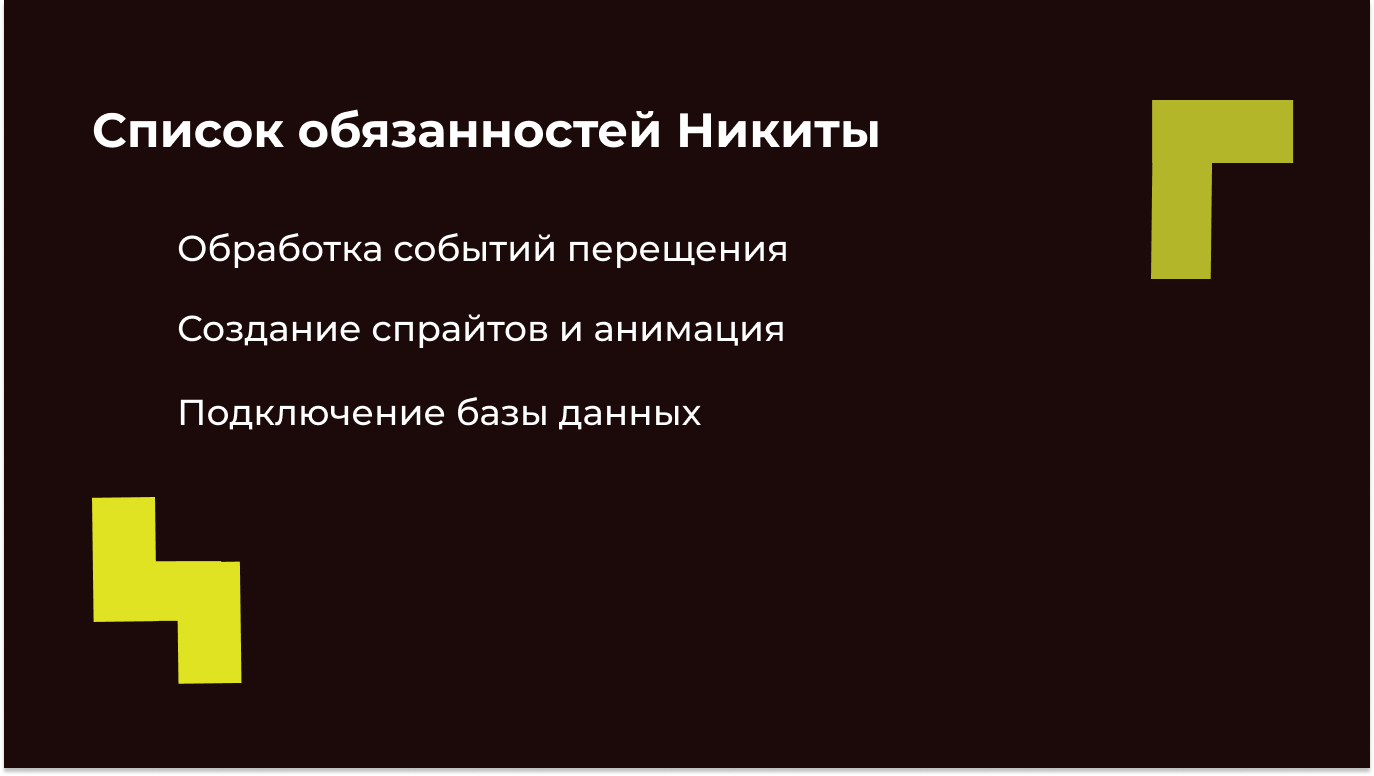 Список обязанностей Никиты
Обработка событий перещения
Создание спрайтов и анимация
Подключение базы данных